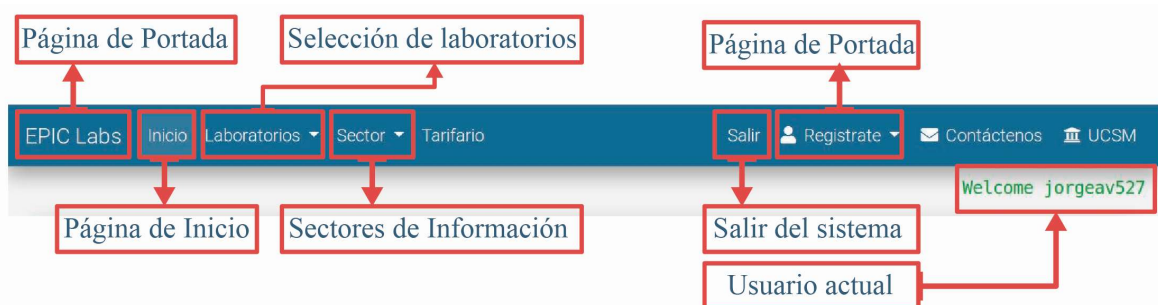 Página de Portada
Selección de laboratorios
Página de Portada
EPIC Labs Inicio Laboratorios Sector Tarifario Salir Registrate Contáctenos UCSM
Welcome jorgeav527
Página de Inicio
Sectores de Información
Salir del sistema
Usuario actual